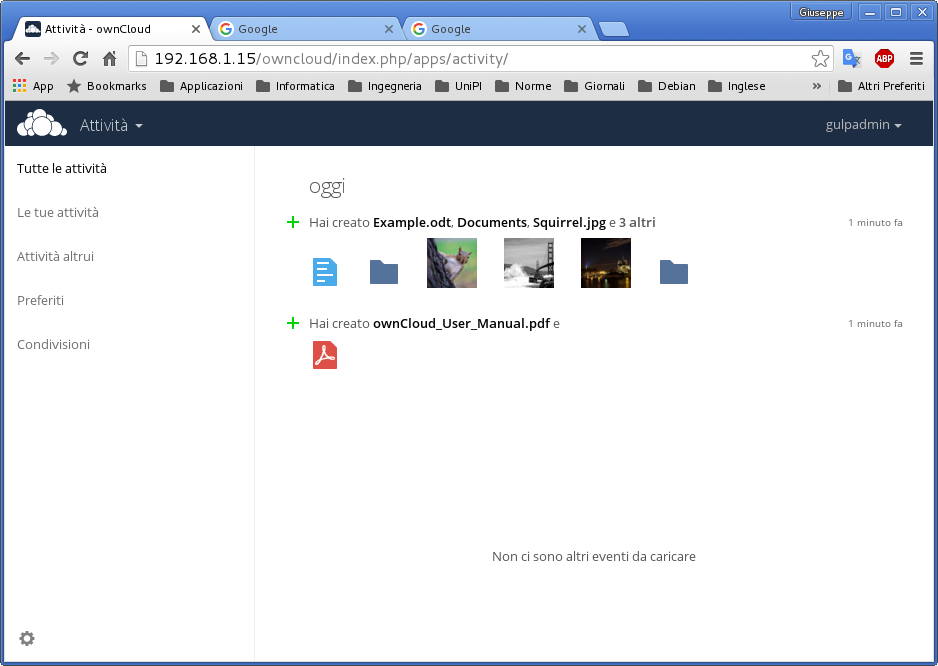 Giuseppe
Attività - ownCloud Google Google
192.168.1.15/owncloud/index.php/apps/activity/ ABP
App Bookmarks Applicazioni Informatica Ingegneria UniPI Norme Giornali Debian Inglese » Altri Preferiti
Attività gulpadmin
Tutte le attività
Le tue attività
Attività altrui
Preferiti
Condivisioni
oggi
Hai creato Example.odt, Documents, Squirrel.jpg e 3 altri 1 minuto fa
Hai creato ownCloud_User_Manual.pdf e 1 minuto fa
Non ci sono altri eventi da caricare